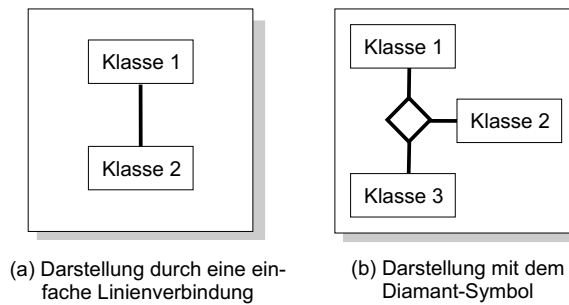 Klasse 1
Klasse 2
(a) Darstellung durch eine ein-
fache Linienverbindung
Klasse 1
Klasse 2
Klasse 3
(b) Darstellung mit dem
Diamant-Symbol